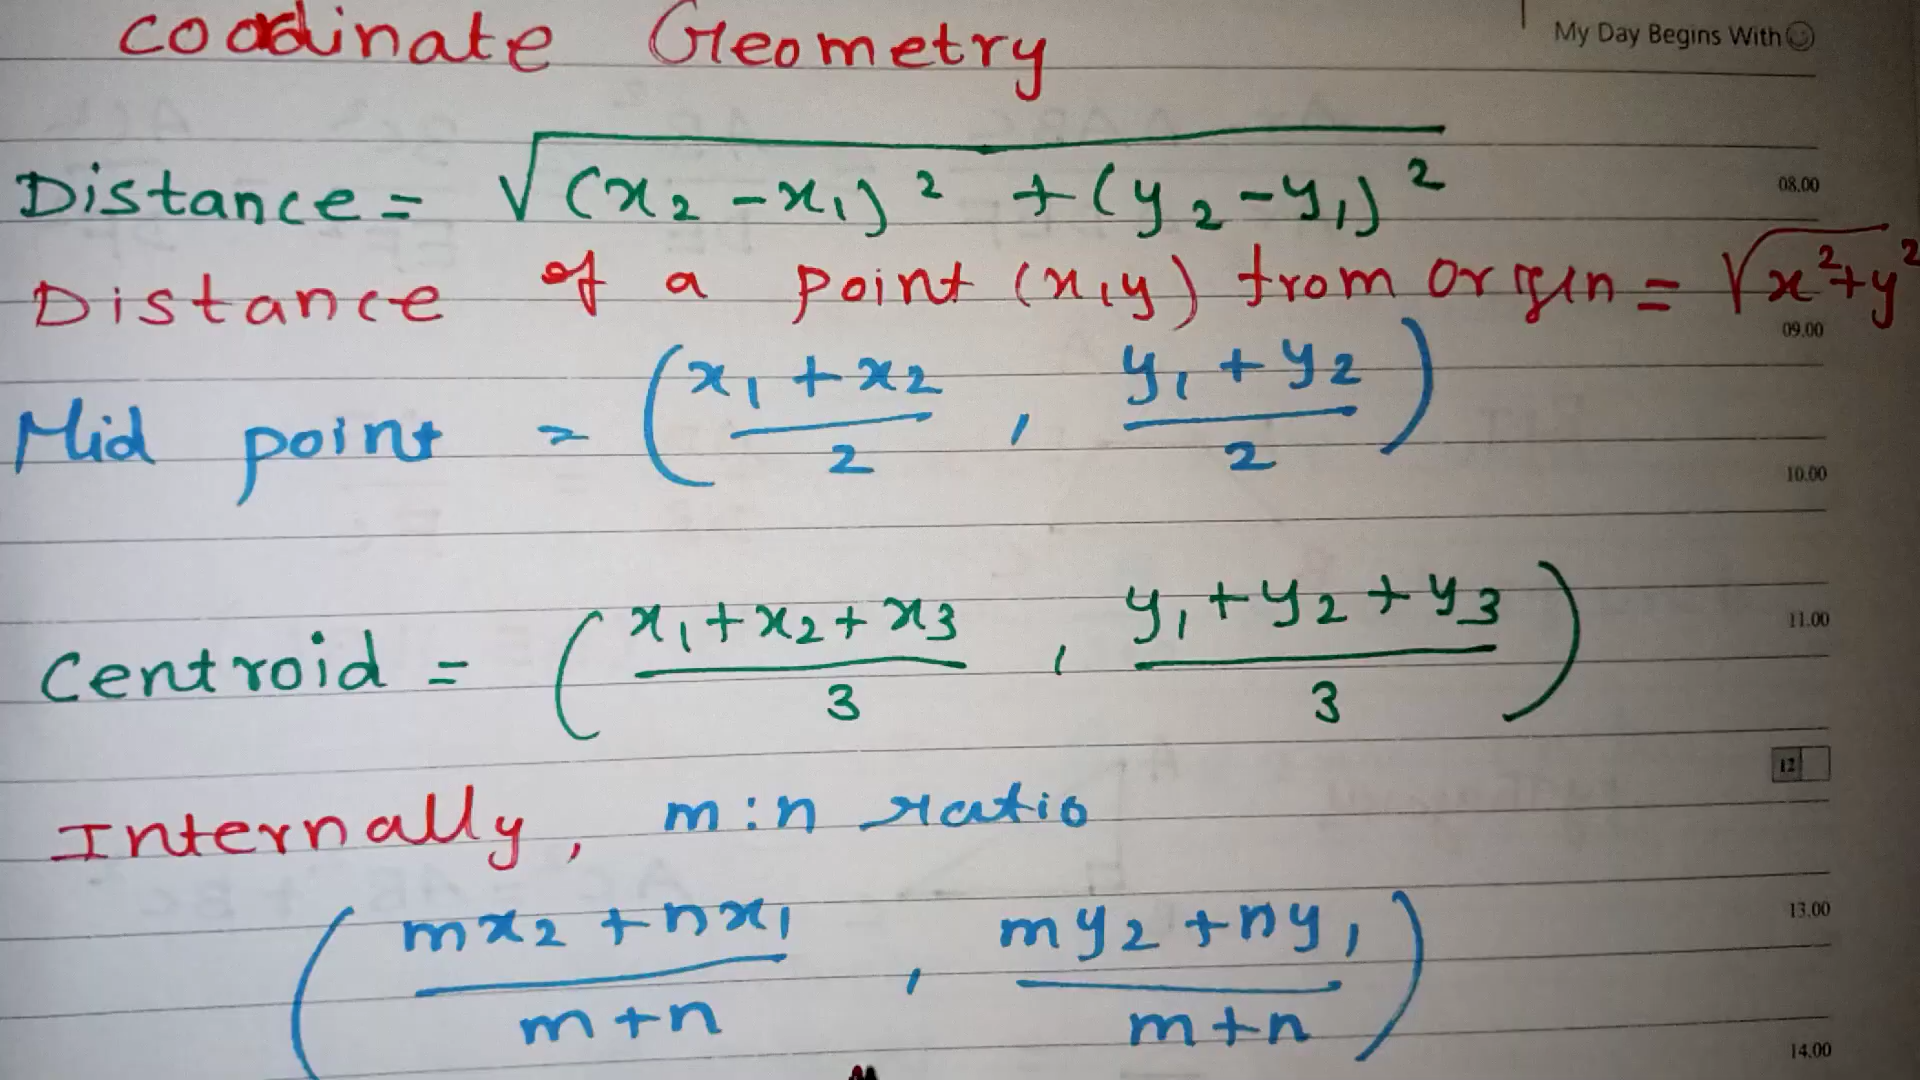 Coordinate Geometry
My Day Begins With
Distance = √(x₂ - x₁)² + (y₂ - y₁)²
08.00
Distance of a point (x,y) from origin = √x² + y²
09.00
Mid point = (x₁ + x₂ / 2 , y₁ + y₂ / 2)
10.00
Centroid = (x₁ + x₂ + x₃ / 3 , y₁ + y₂ + y₃ / 3)
11.00
12
Internally, m:n ratio
(mx₂ + nx₁ / m+n , my₂ + ny₁ / m+n)
13.00
14.00